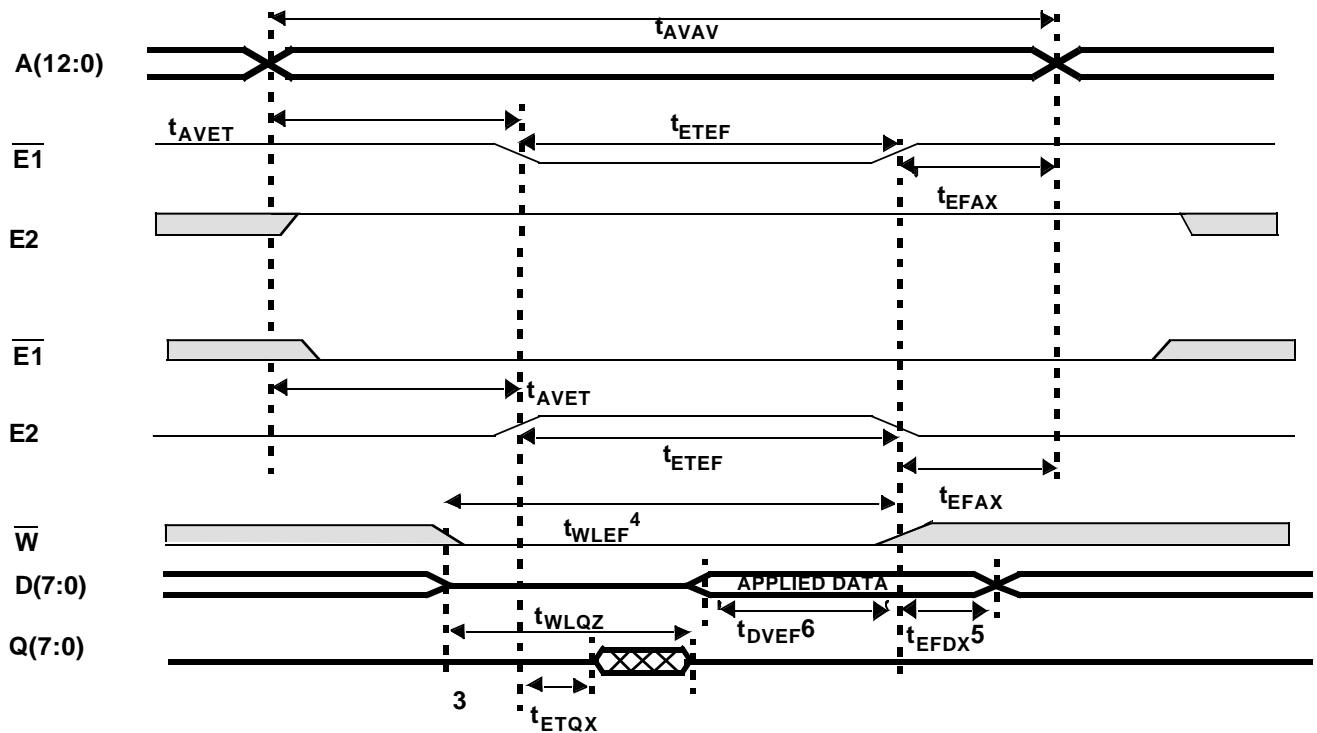 tAVAV
A(12:0)
tAVET
tETEF
E1
tEFAX
E2
E1
tAVET
E2
tETEF
tEFAX
W
tWLEF4
D(7:0)
APPLIED DATA
tWLQZ
tDVEF6
tEFDX5
Q(7:0)
3
tETQX